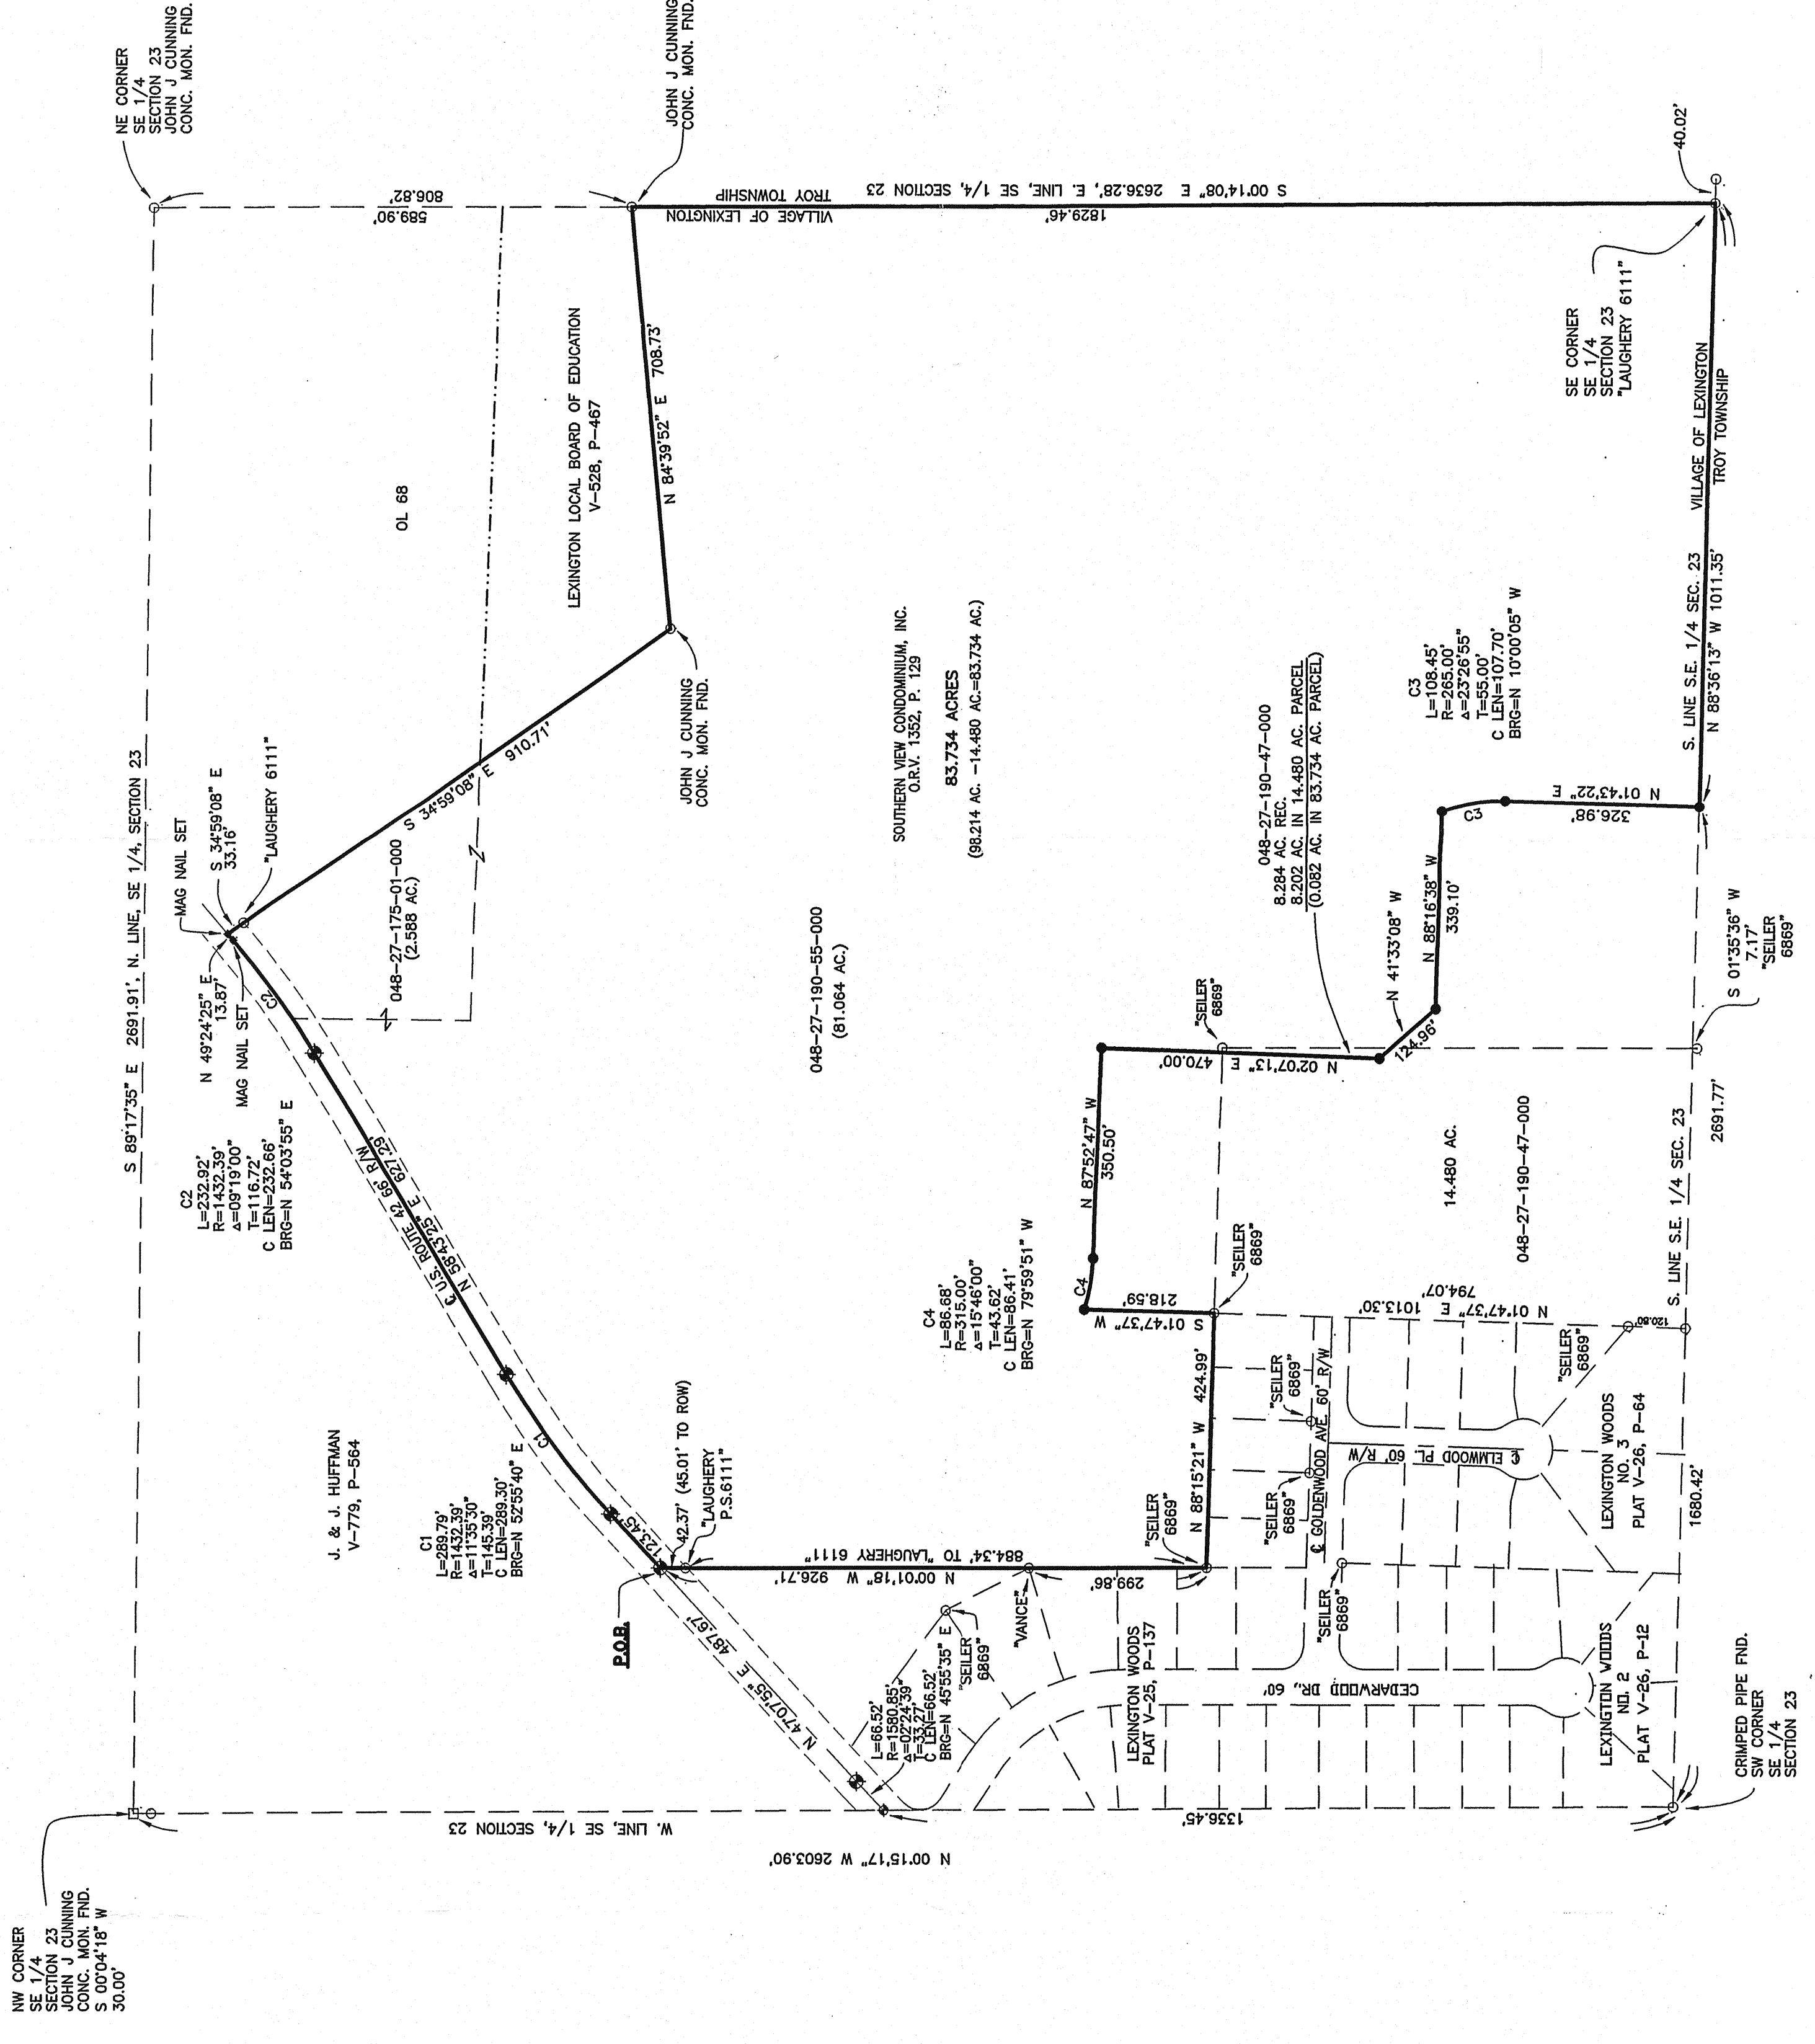 NW CORNER
SE 1/4
SECTION 23
JOHN J CUNNING
CONC. MON. FND.
S 00°04'18" W
30.00'
NE CORNER
SE 1/4
SECTION 23
JOHN J CUNNING
CONC. MON. FND.
S 89°17'35" E 2691.91', N. LINE, SE 1/4, SECTION 23
JOHN J CUNNING
CONC. MON. FND.
806.82'
589.90'
TROY TOWNSHIP
VILLAGE OF LEXINGTON
S 00°14'08" E 2636.28', E. LINE, SE 1/4, SECTION 23
1829.46'
40.02'
SE CORNER
SE 1/4
SECTION 23
"LAUGHERY 6111"
MAG NAIL SET
S 34°59'08" E
33.16'
"LAUGHERY 6111"
N 49°24'25" E
13.87'
MAG NAIL SET
C2
C2
L=232.92'
R=1432.39'
Δ=09°19'00"
T=116.72'
C LEN=232.66'
BRG=N 54°03'55" E
S 34°59'08" E 910.71'
048-27-175-01-000
(2.588 AC.)
OL 68
LEXINGTON LOCAL BOARD OF EDUCATION
V-528, P-467
N 84°39'52" E 708.73'
JOHN J CUNNING
CONC. MON. FND.
℄ U.S. ROUTE 42 66' R/W
N 58°43'25" E 627.29'
J. & J. HUFFMAN
V-779, P-564
C1
L=289.79'
R=1432.39'
Δ=11°35'30"
T=145.39'
C LEN=289.30'
BRG=N 52°55'40" E
C1
123.45'
42.37' (45.01' TO ROW)
"LAUGHERY
P.S.6111"
P.O.B.
N 47°07'55" E 487.67'
L=66.52'
R=1580.85'
Δ=02°24'39"
T=33.27'
C LEN=66.52'
BRG=N 45°55'35" E
"SEILER
6869"
"VANCE"
884.34' TO "LAUGHERY 6111"
N 00°01'18" W 926.71'
299.86'
SOUTHERN VIEW CONDOMINIUM, INC.
O.R.V. 1352, P. 129
83.734 ACRES
(98.214 AC. -14.480 AC.=83.734 AC.)
048-27-190-55-000
(81.064 AC.)
C4
L=86.68'
R=315.00'
Δ=15°46'00"
T=43.62'
C LEN=86.41'
BRG=N 79°59'51" W
C4
N 87°52'47" W
350.50'
218.59'
S 01°47'37" W
"SEILER
6869"
N 88°15'21" W 424.99'
"SEILER
6869"
"SEILER
6869"
470.00'
N 02°07'13" E
048-27-190-47-000
8.284 AC. REC.
8.202 AC. IN 14.480 AC. PARCEL
(0.082 AC. IN 83.734 AC. PARCEL)
N 41°33'08" W
124.96'
N 88°16'38" W
339.10'
C3
L=108.45'
R=265.00'
Δ=23°26'55"
T=55.00'
C LEN=107.70'
BRG=N 10°00'05" W
C3
N 01°43'22" E
326.98'
S. LINE S.E. 1/4 SEC. 23
N 88°36'13" W 1011.35'
VILLAGE OF LEXINGTON
TROY TOWNSHIP
S 01°35'36" W
7.17'
"SEILER
6869"
2691.77'
S. LINE S.E. 1/4 SEC. 23
14.480 AC.
048-27-190-47-000
794.07'
N 01°47'37" E 1013.30'
120.80'
"SEILER
6869"
"SEILER
6869"
"SEILER
6869"
"SEILER
6869"
℄ GOLDENWOOD AVE. 60' R/W
℄ ELMWOOD PL. 60' R/W
LEXINGTON WOODS
NO. 3
PLAT V-26, P-64
1680.42'
LEXINGTON WOODS
PLAT V-25, P-137
CEDARWOOD DR., 60'
LEXINGTON WOODS
NO. 2
PLAT V-26, P-12
CRIMPED PIPE FND.
SW CORNER
SE 1/4
SECTION 23
W. LINE, SE 1/4, SECTION 23
N 00°15'17" W 2603.90'
1336.45'